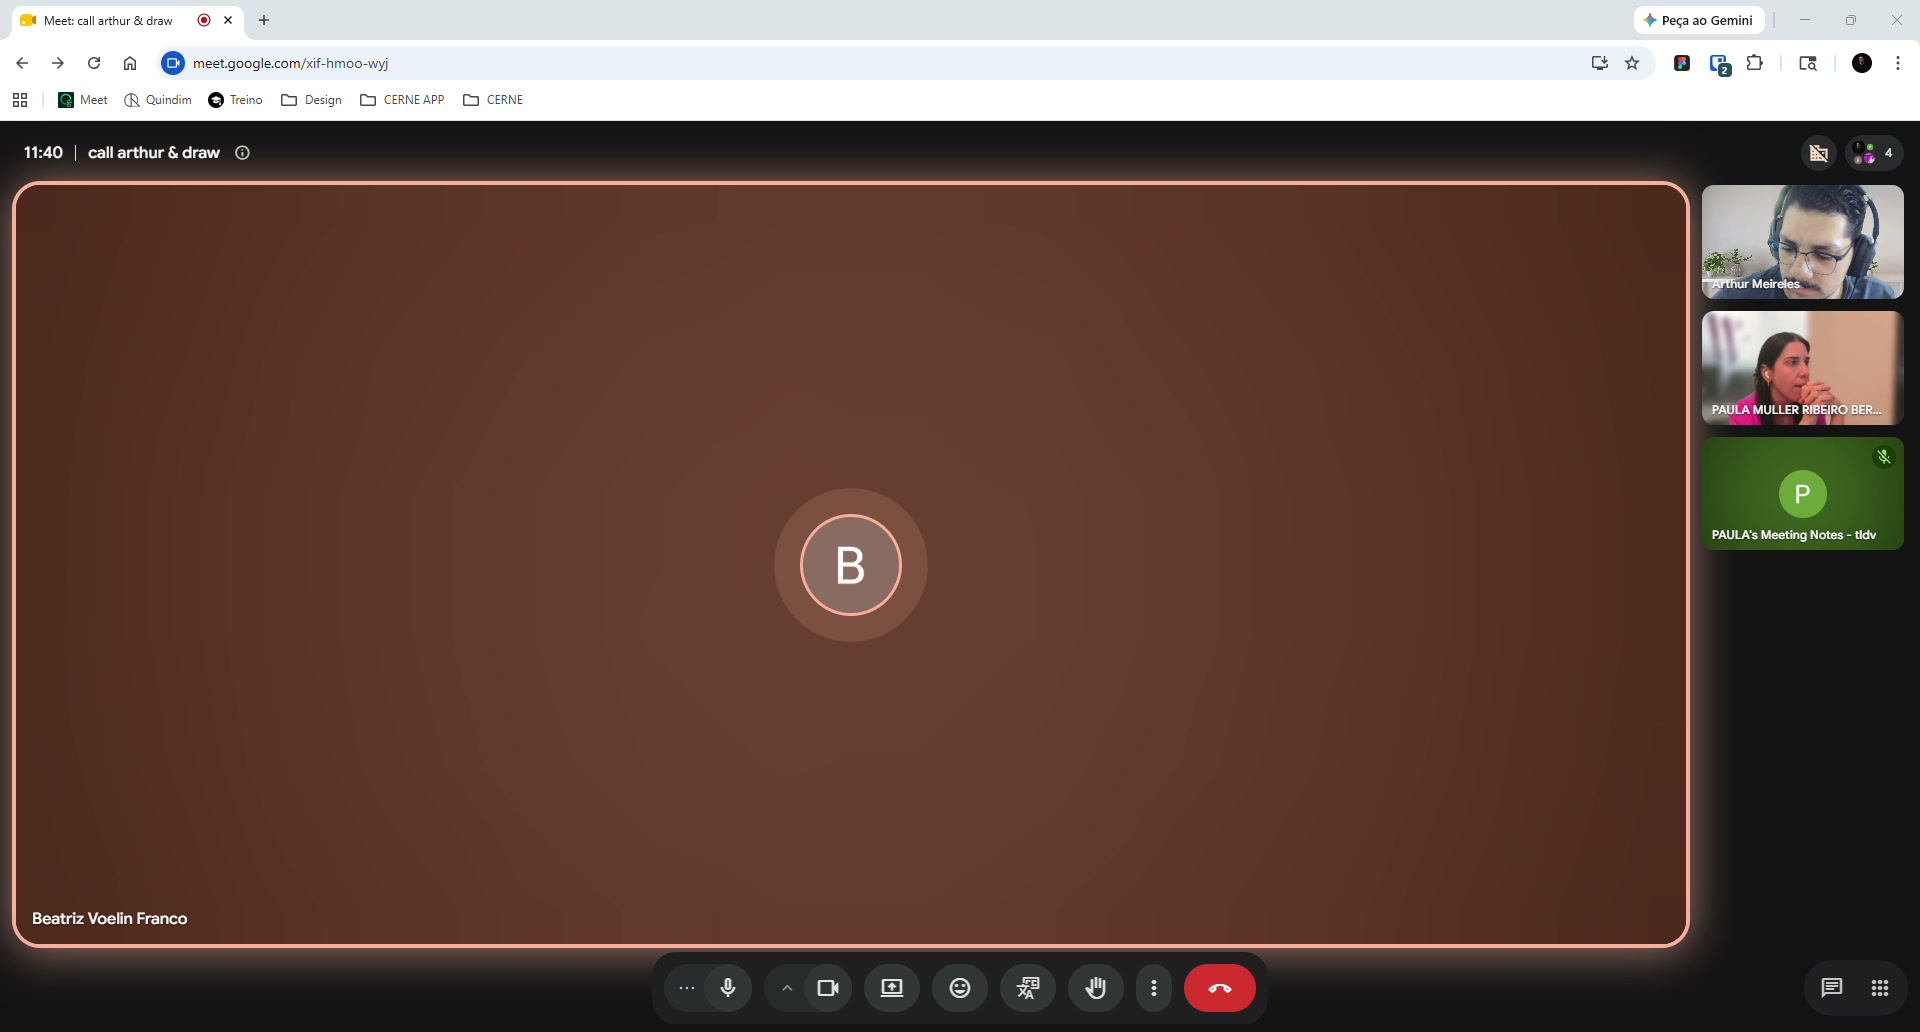 Meet: call arthur & draw
Peça ao Gemini
meet.google.com/xif-hmoo-wyj
2
Meet
Quindim
Treino
Design
CERNE APP
CERNE
11:40
call arthur & draw
4
Arthur Meireles
PAULA MULLER RIBEIRO BER...
P
PAULA's Meeting Notes - tldv
B
Beatriz Voelin Franco